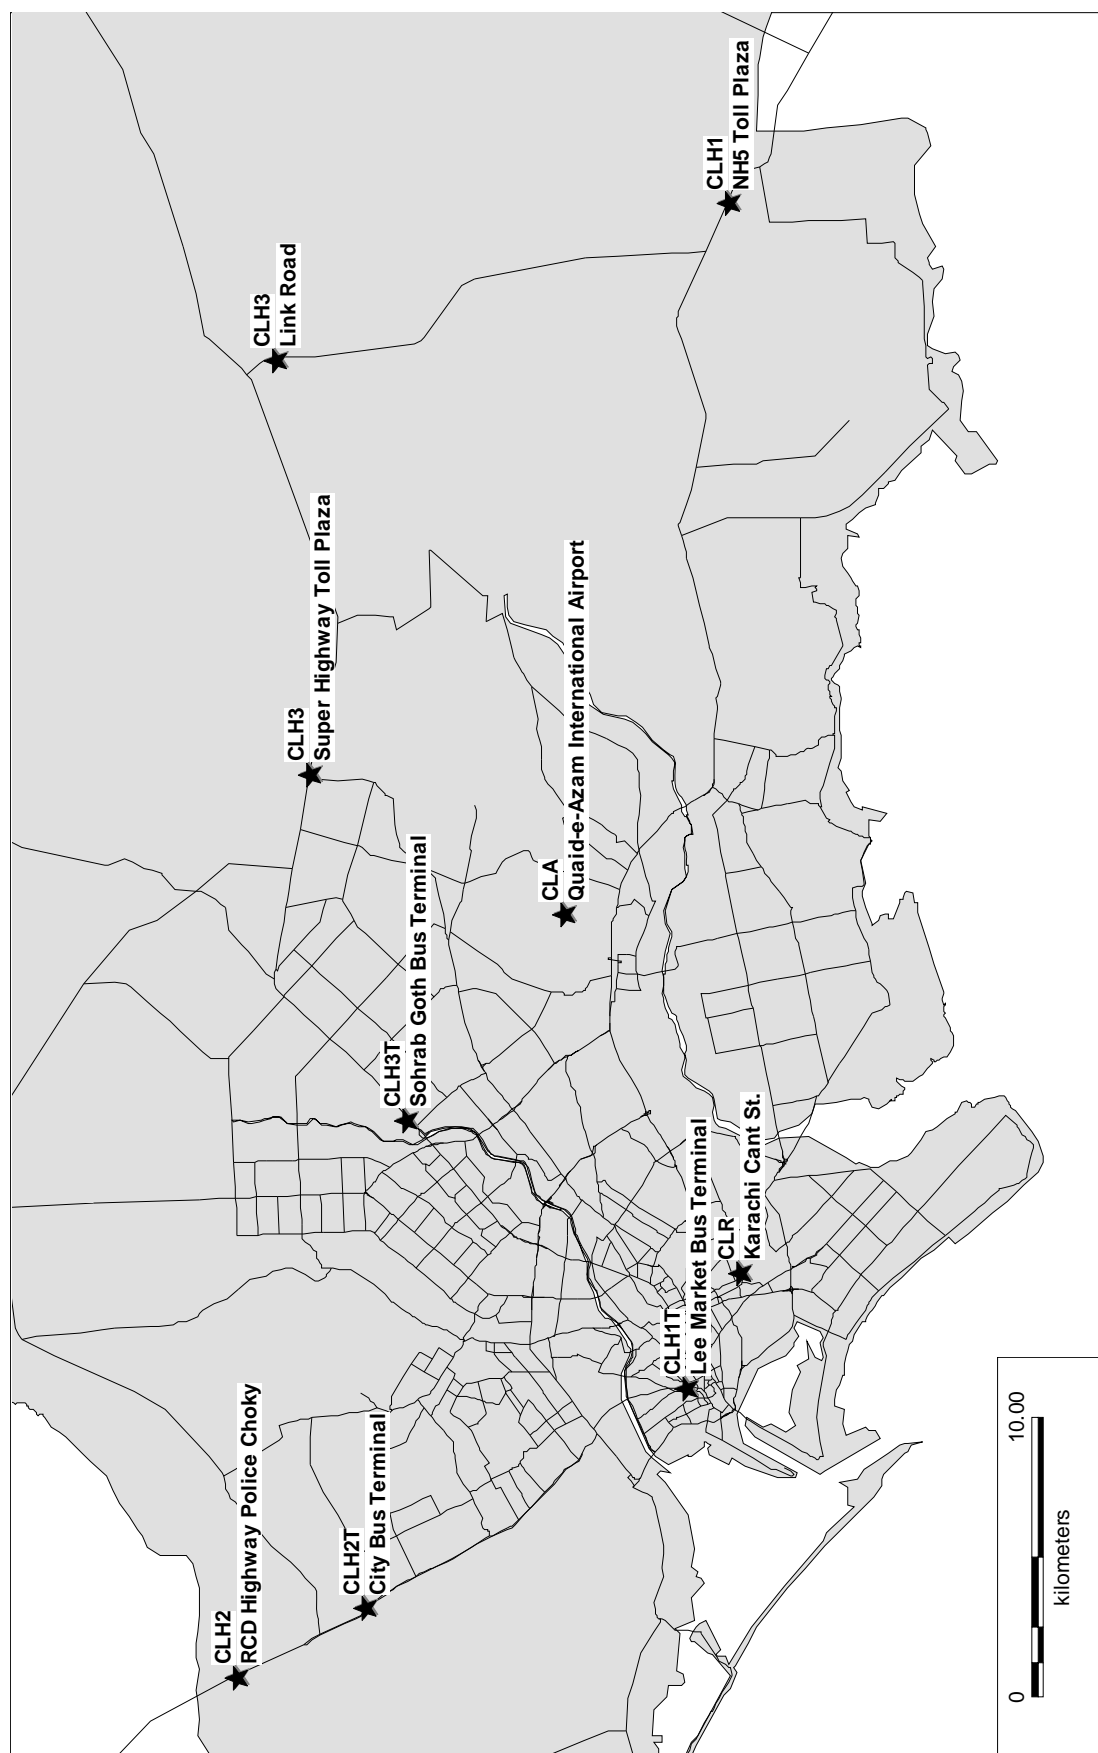 CLH2
RCD Highway Police Choky
CLH2T
City Bus Terminal
CLH3T
Sohrab Goth Bus Terminal
CLH3
Super Highway Toll Plaza
CLH3
Link Road
CLA
Quaid-e-Azam International Airport
CLH1T
Lee Market Bus Terminal
CLR
Karachi Cant St.
CLH1
NH5 Toll Plaza
0
10.00
kilometers